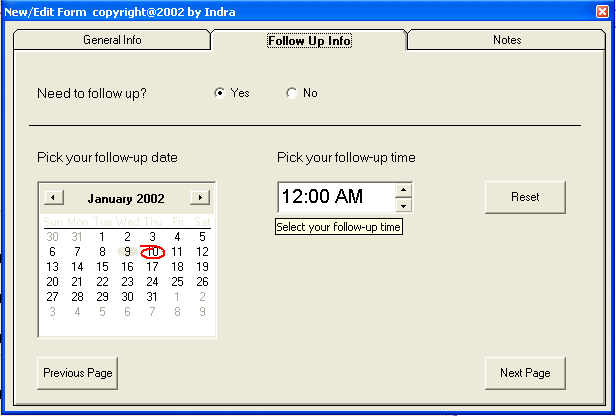 New/Edit Form  copyright@2002 by Indra
General Info Follow Up Info Notes
Need to follow up? Yes No
Pick your follow-up date Pick your follow-up time
January 2002 12:00 AM Reset
Sun Mon Tue Wed Thu Fri Sat
Select your follow-up time
30 31 1 2 3 4 5
6 7 8 9 10 11 12
13 14 15 16 17 18 19
20 21 22 23 24 25 26
27 28 29 30 31 1 2
3 4 5 6 7 8 9
Previous Page Next Page